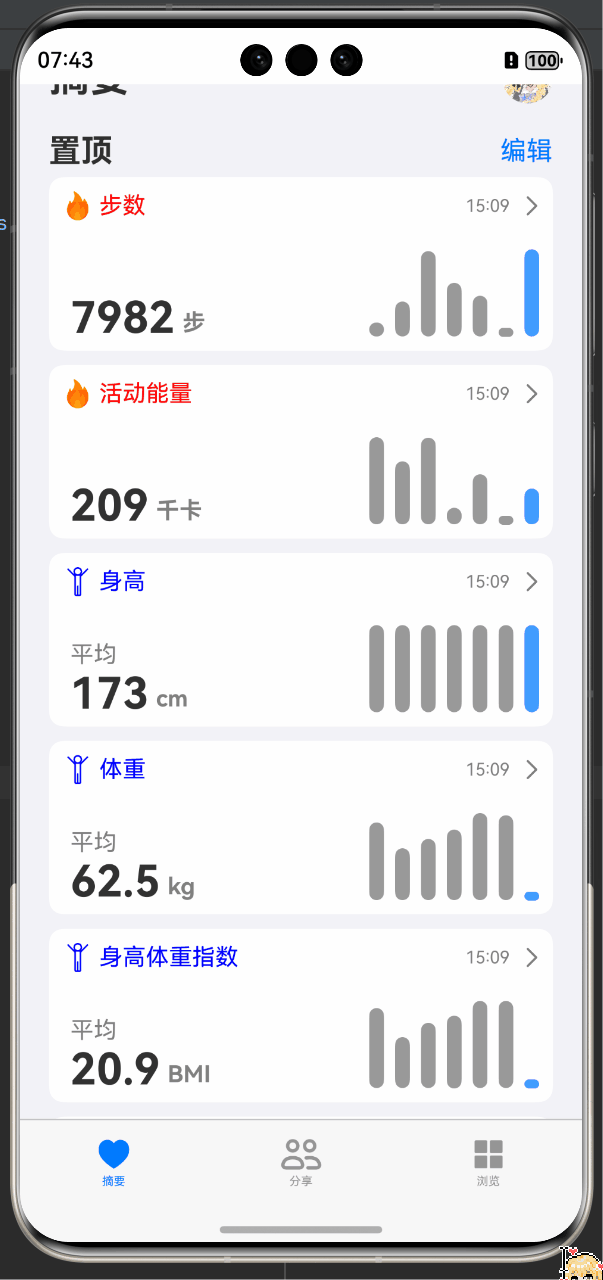 07:43
100
摘要
置顶
编辑
步数
15:09
7982 步
活动能量
15:09
209 千卡
身高
15:09
平均
173 cm
体重
15:09
平均
62.5 kg
身高体重指数
15:09
平均
20.9 BMI
摘要
分享
浏览
s